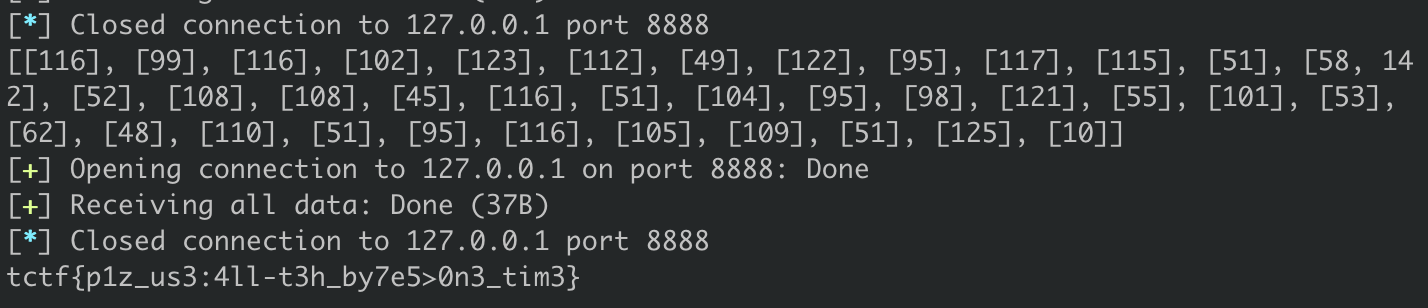 [*] Closed connection to 127.0.0.1 port 8888
[[116], [99], [116], [102], [123], [112], [49], [122], [95], [117], [115], [51], [58, 14
2], [52], [108], [108], [45], [116], [51], [104], [95], [98], [121], [55], [101], [53],
[62], [48], [110], [51], [95], [116], [105], [109], [51], [125], [10]]
[+] Opening connection to 127.0.0.1 on port 8888: Done
[+] Receiving all data: Done (37B)
[*] Closed connection to 127.0.0.1 port 8888
tctf{p1z_us3:4ll-t3h_by7e5>0n3_tim3}